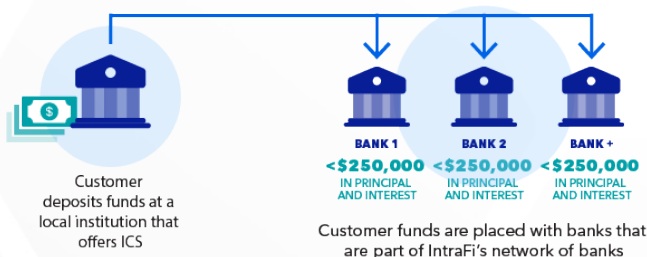 $
Customer
deposits funds at a
local institution that
offers ICS
BANK 1
<$250,000
IN PRINCIPAL
AND INTEREST
BANK 2
<$250,000
IN PRINCIPAL
AND INTEREST
BANK +
<$250,000
IN PRINCIPAL
AND INTEREST
Customer funds are placed with banks that
are part of IntraFi's network of banks